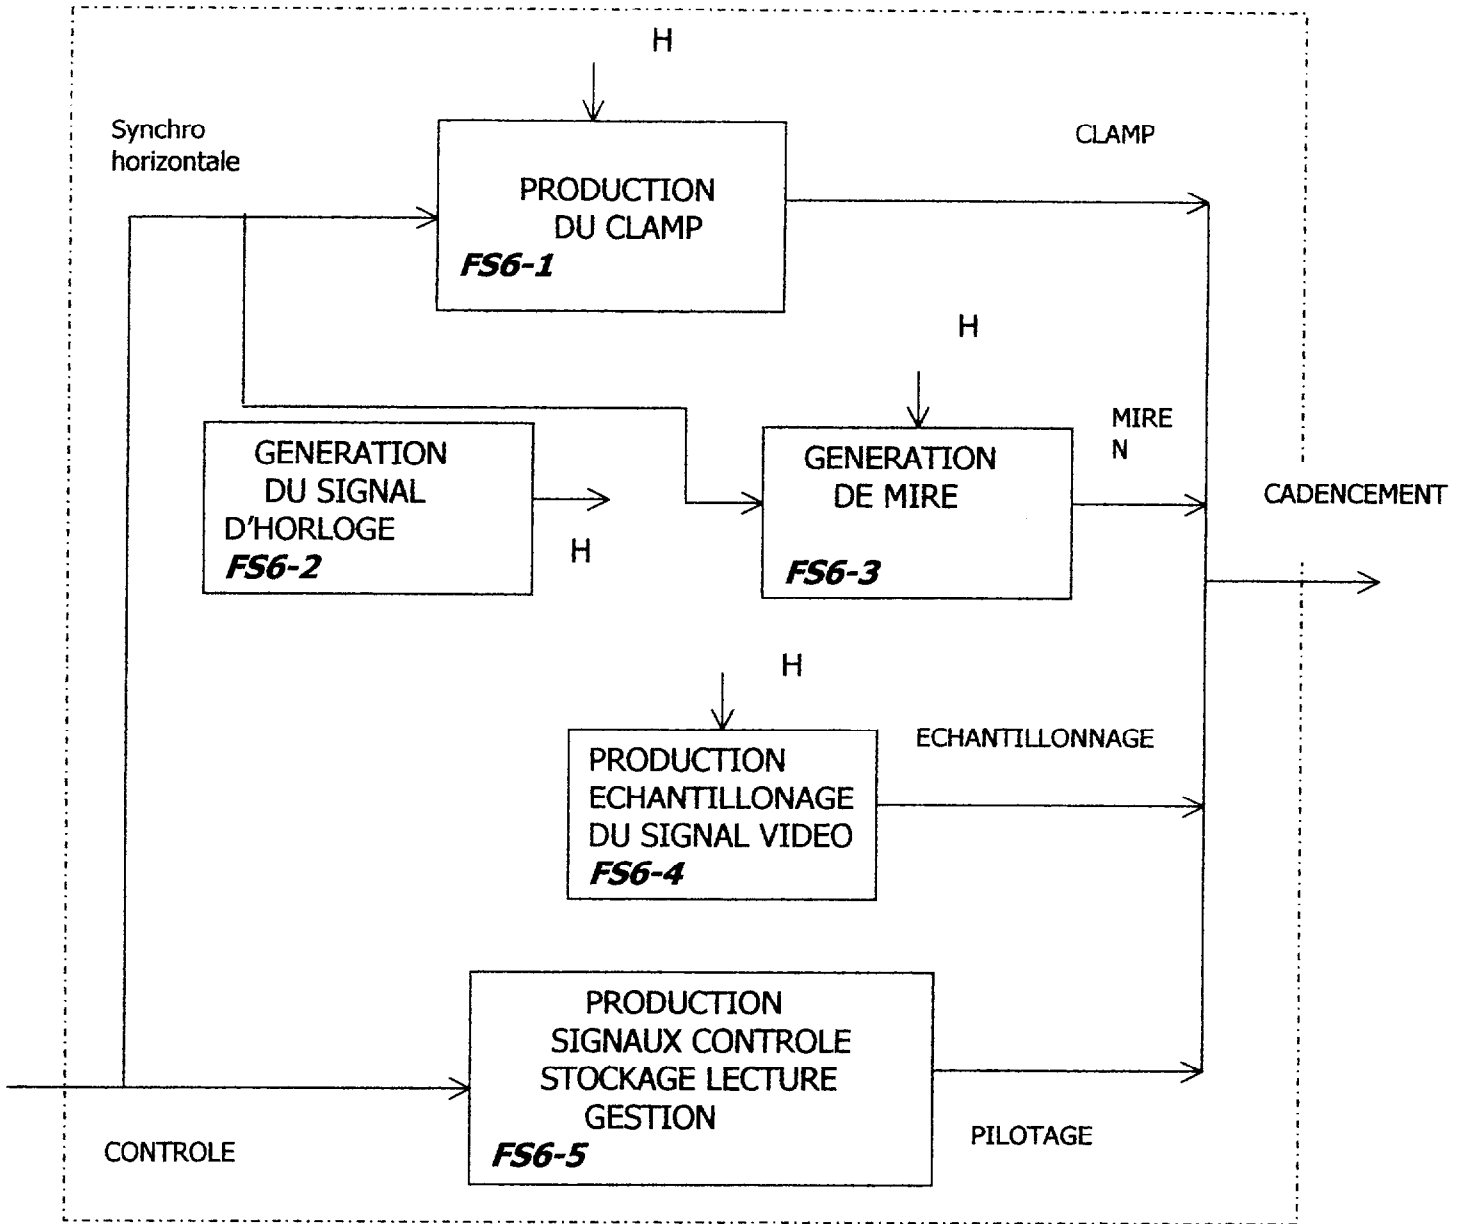 H
Synchro
horizontale
CLAMP
PRODUCTION
DU CLAMP
FS6-1
H
MIRE
N
GENERATION
DU SIGNAL
D'HORLOGE
FS6-2
H
GENERATION
DE MIRE
FS6-3
CADENCEMENT
H
ECHANTILLONNAGE
PRODUCTION
ECHANTILLONAGE
DU SIGNAL VIDEO
FS6-4
PRODUCTION
SIGNAUX CONTROLE
STOCKAGE LECTURE
GESTION
FS6-5
CONTROLE
PILOTAGE